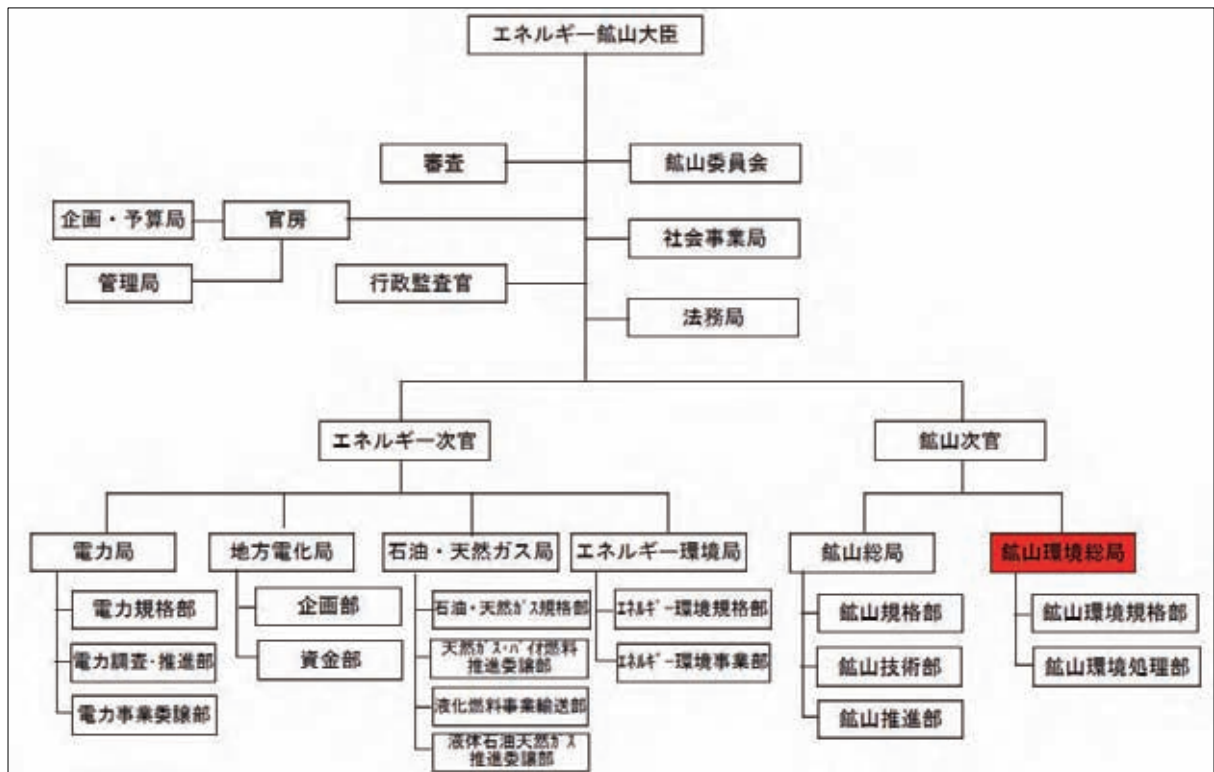 エネルギー鉱山大臣
審査
鉱山委員会
企画・予算局
官房
社会事業局
管理局
行政監査官
法務局
エネルギー次官
鉱山次官
電力局
地方電化局
石油・天然ガス局
エネルギー環境局
鉱山総局
鉱山環境総局
電力規格部
企画部
石油・天然ｶﾞｽ規格部
ｴﾈﾙｷﾞｰ環境規格部
鉱山規格部
鉱山環境規格部
電力調査・推進部
資金部
天然ｶﾞｽ・ﾊﾞｲｵ燃料
推進委譲部
ｴﾈﾙｷﾞｰ環境事業部
鉱山技術部
鉱山環境処理部
電力事業委譲部
液化燃料事業輸送部
鉱山推進部
液体石油天然ｶﾞｽ
推進委譲部